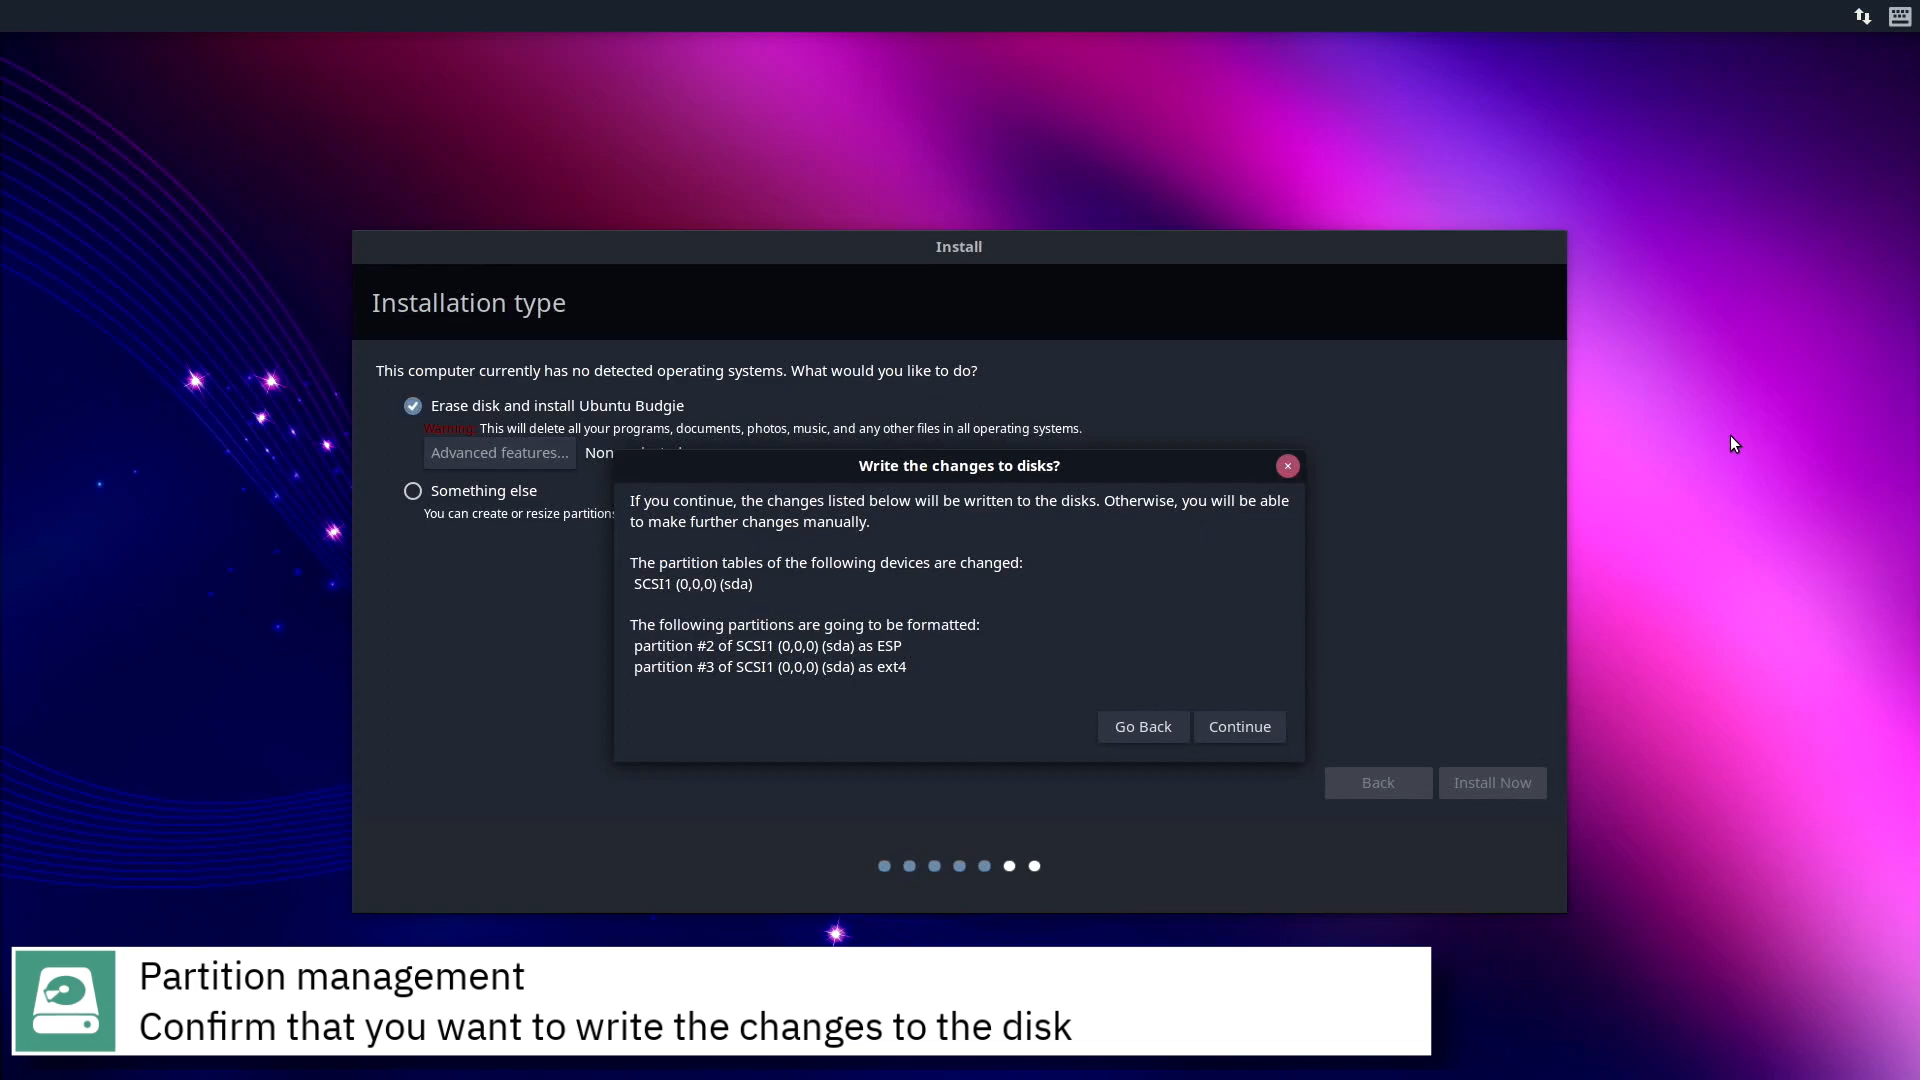 Install
Installation type
This computer currently has no detected operating systems. What would you like to do?
Erase disk and install Ubuntu Budgie
Warning: This will delete all your programs, documents, photos, music, and any other files in all operating systems.
Advanced features...
Something else
You can create or resize partitions
Write the changes to disks?
If you continue, the changes listed below will be written to the disks. Otherwise, you will be able
to make further changes manually.
The partition tables of the following devices are changed:
SCSI1 (0,0,0) (sda)
The following partitions are going to be formatted:
partition #2 of SCSI1 (0,0,0) (sda) as ESP
partition #3 of SCSI1 (0,0,0) (sda) as ext4
Go Back Continue
Back Install Now
Partition management
Confirm that you want to write the changes to the disk